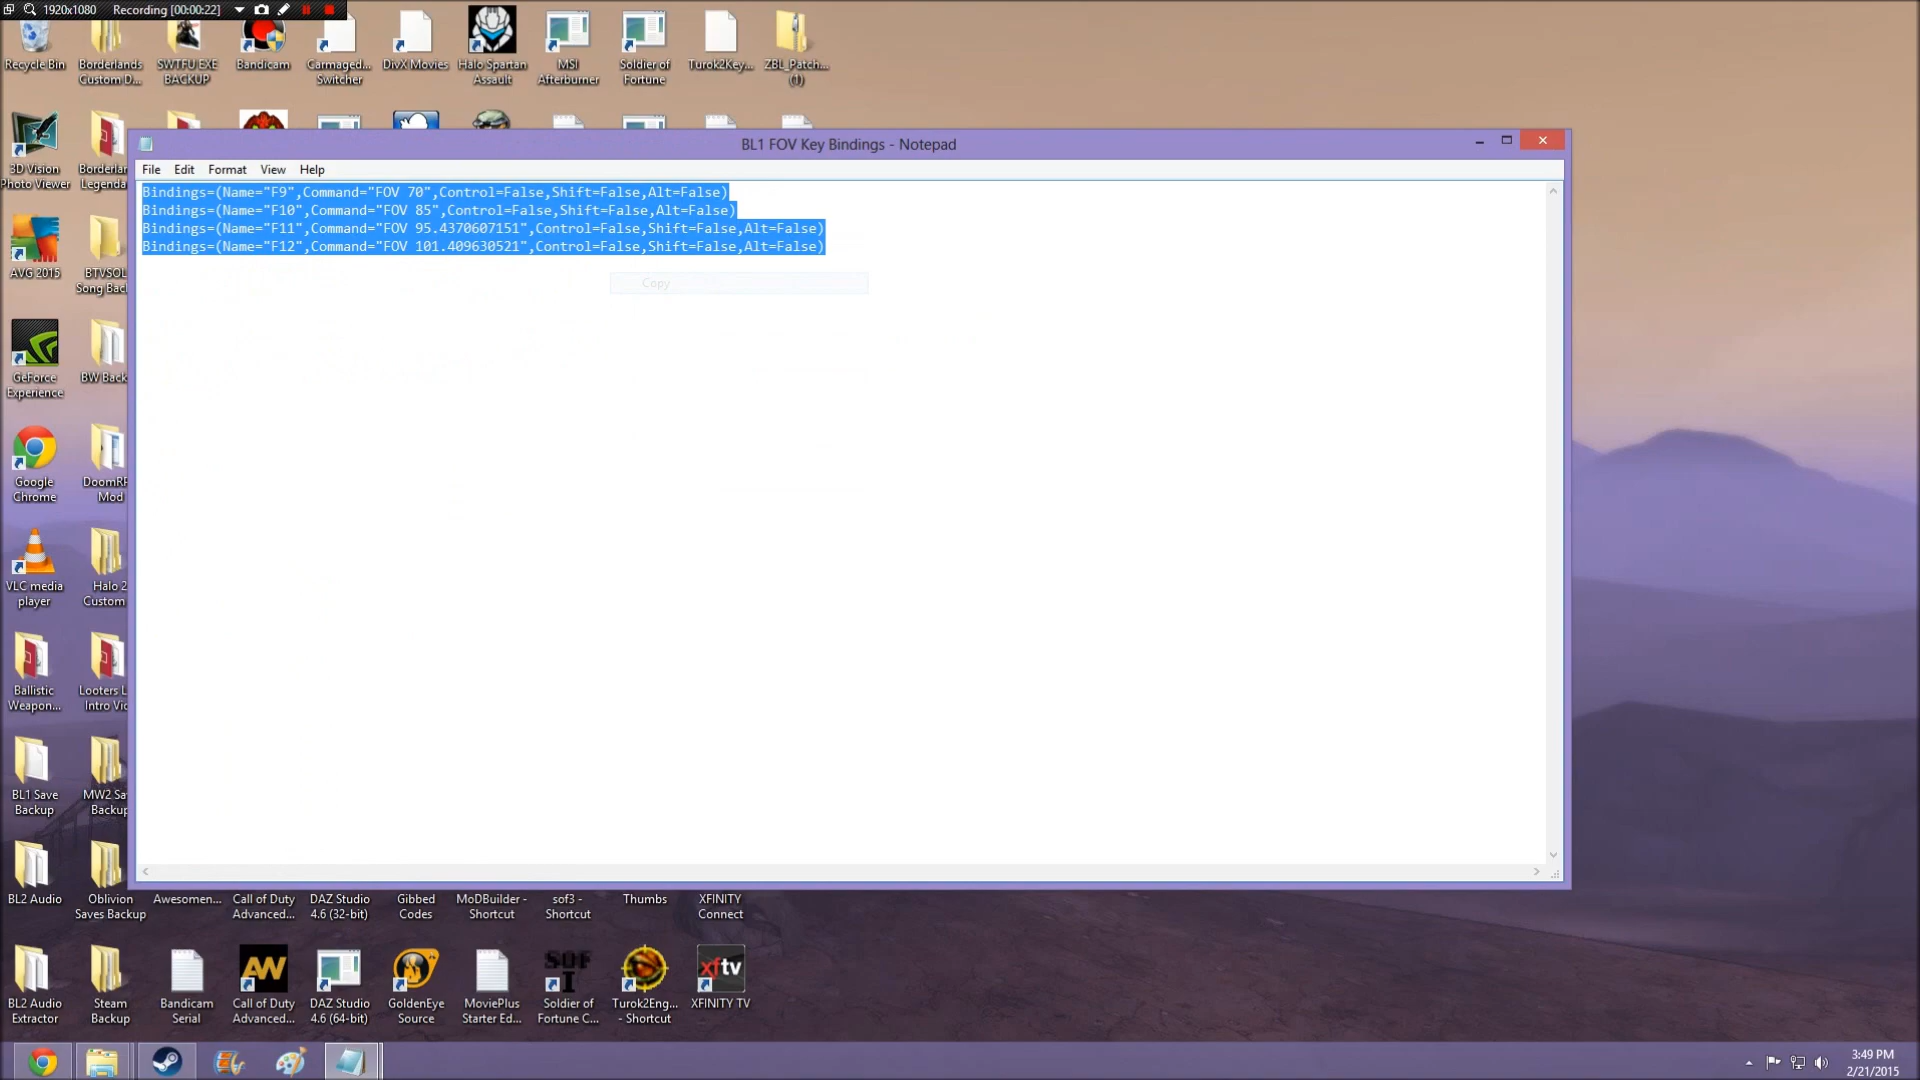 1920x1080 Recording [00:00:22]
Recycle Bin
Borderlands
Custom D...
SWTFU EXE
BACKUP
Bandicam
Carmaged...
Switcher
DivX Movies
Halo Spartan
Assault
MSI
Afterburner
Soldier of
Fortune
Turok2Key...
ZBL_Patch...
(1)
BL1 FOV Key Bindings - Notepad
File Edit Format View Help
Bindings=(Name="F9",Command="FOV 70",Control=False,Shift=False,Alt=False)
Bindings=(Name="F10",Command="FOV 85",Control=False,Shift=False,Alt=False)
Bindings=(Name="F11",Command="FOV 95.4370607151",Control=False,Shift=False,Alt=False)
Bindings=(Name="F12",Command="FOV 101.409630521",Control=False,Shift=False,Alt=False)
Copy
3D Vision
Photo Viewer
Borderla
Legenda
AVG 2015
BTVSOL
Song Bac
GeForce
Experience
BW Back
Google
Chrome
DoomRP
Mod
VLC media
player
Halo 2
Custom
Ballistic
Weapon...
Looters L
Intro Vid
BL1 Save
Backup
MW2 Sa
Backup
BL2 Audio
Oblivion
Saves Backup
Awesomen...
Call of Duty
Advanced...
DAZ Studio
4.6 (32-bit)
Gibbed
Codes
MoDBuilder -
Shortcut
sof3 -
Shortcut
Thumbs
XFINITY
Connect
AW
SOF
I
xftv
BL2 Audio
Extractor
Steam
Backup
Bandicam
Serial
Call of Duty
Advanced...
DAZ Studio
4.6 (64-bit)
GoldenEye
Source
MoviePlus
Starter Ed...
Soldier of
Fortune C...
Turok2Eng...
- Shortcut
XFINITY TV
3:49 PM
2/21/2015